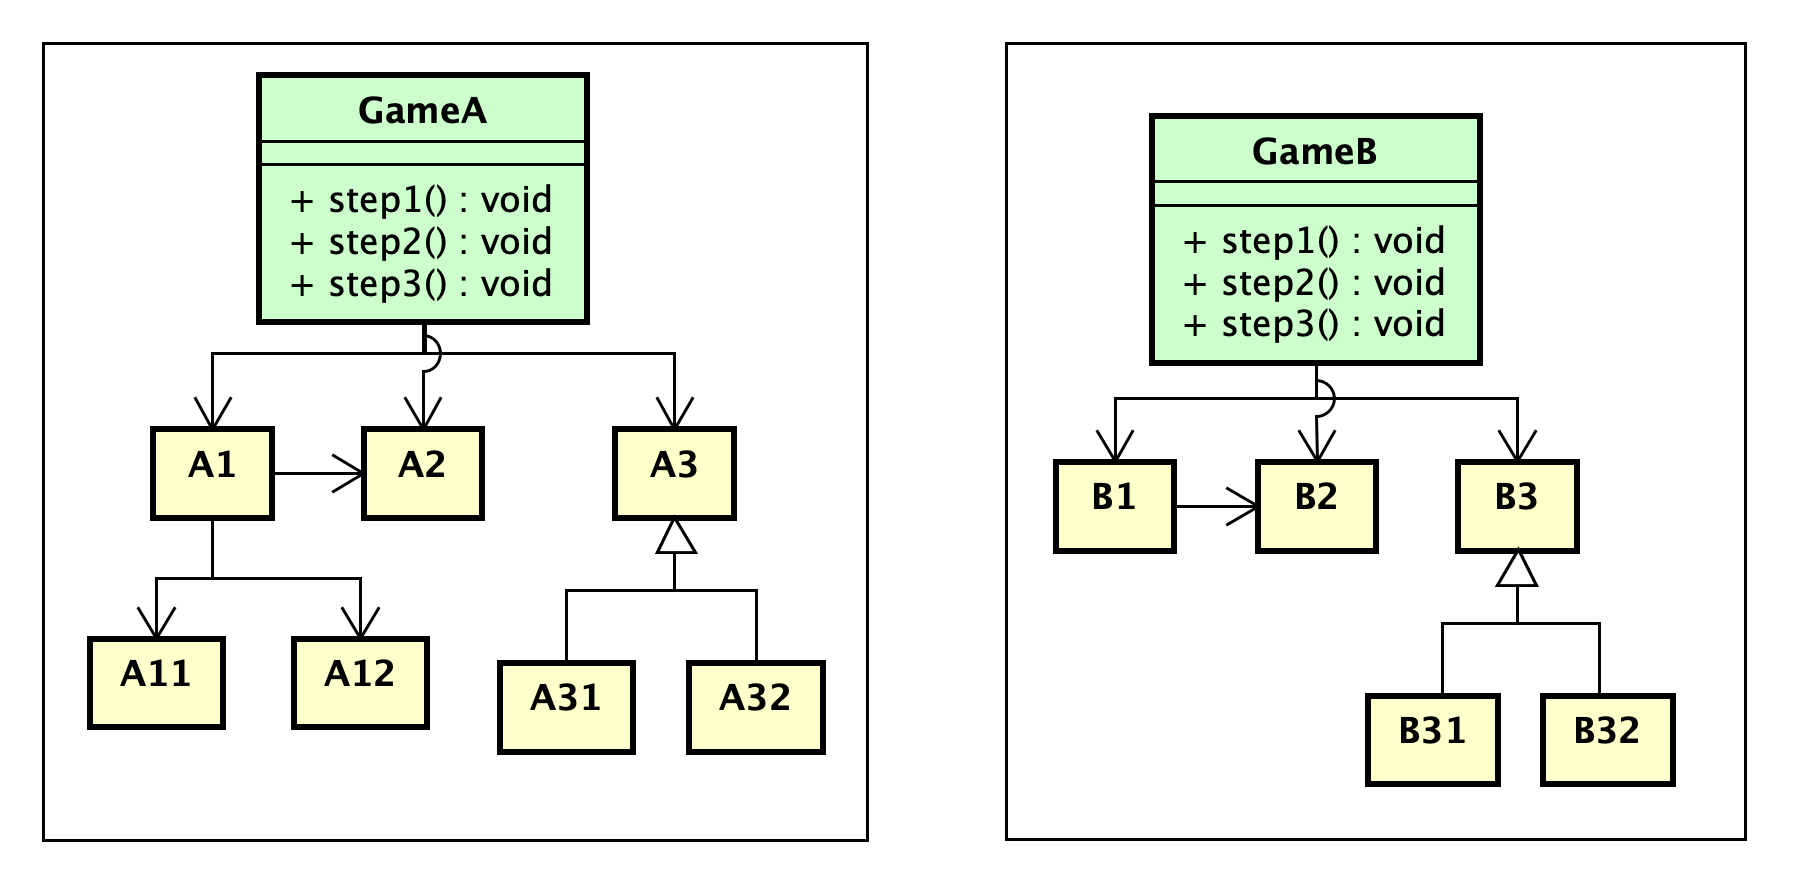 GameA
+ step1() : void
+ step2() : void
+ step3() : void
A1
A2
A3
A11
A12
A31
A32
GameB
+ step1() : void
+ step2() : void
+ step3() : void
B1
B2
B3
B31
B32